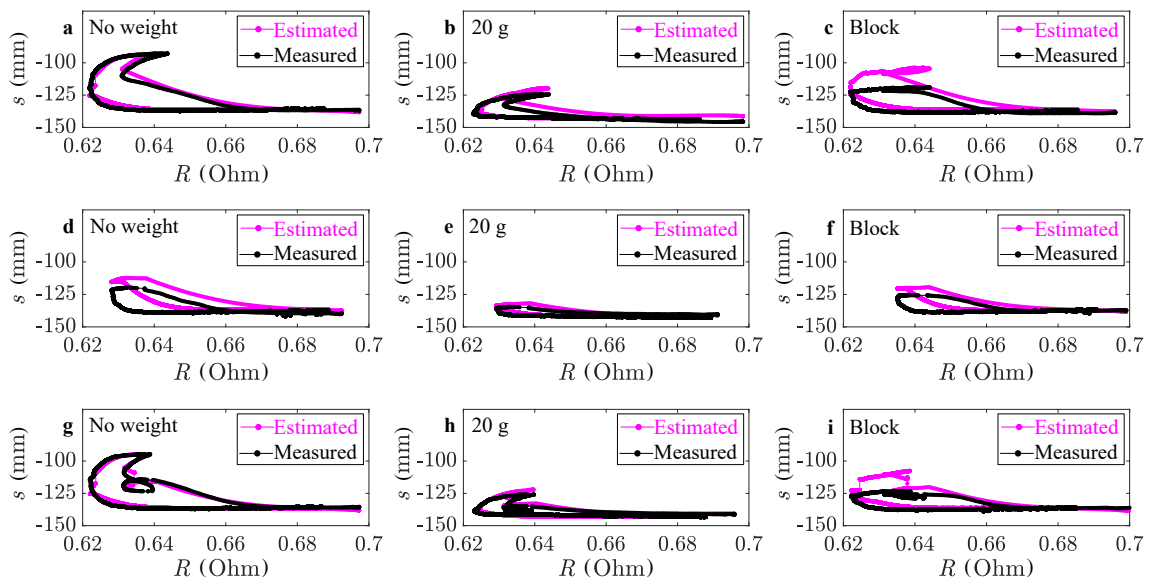 a No weight Estimated Measured
b 20 g Estimated Measured
c Block Estimated Measured
s (mm) -100 -125 -150
s (mm) -100 -125 -150
s (mm) -100 -125 -150
0.62 0.64 0.66 0.68 0.7
0.62 0.64 0.66 0.68 0.7
0.62 0.64 0.66 0.68 0.7
R (Ohm) R (Ohm) R (Ohm)
d No weight Estimated Measured
e 20 g Estimated Measured
f Block Estimated Measured
s (mm) -100 -125 -150
s (mm) -100 -125 -150
s (mm) -100 -125 -150
0.62 0.64 0.66 0.68 0.7
0.62 0.64 0.66 0.68 0.7
0.62 0.64 0.66 0.68 0.7
R (Ohm) R (Ohm) R (Ohm)
g No weight Estimated Measured
h 20 g Estimated Measured
i Block Estimated Measured
s (mm) -100 -125 -150
s (mm) -100 -125 -150
s (mm) -100 -125 -150
0.62 0.64 0.66 0.68 0.7
0.62 0.64 0.66 0.68 0.7
0.62 0.64 0.66 0.68 0.7
R (Ohm) R (Ohm) R (Ohm)